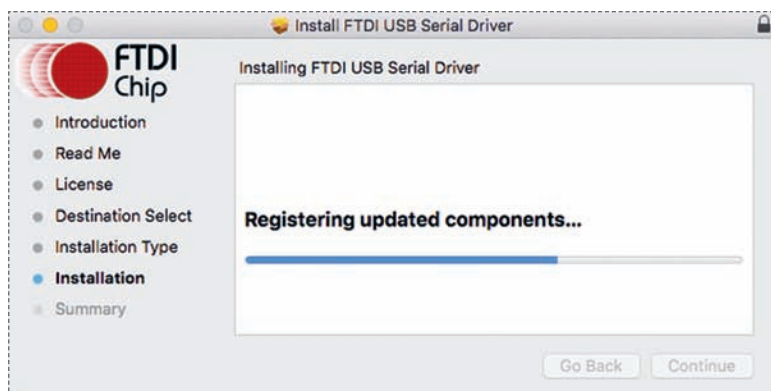 Install FTDI USB Serial Driver
FTDI
Chip
Installing FTDI USB Serial Driver
Introduction
Read Me
License
Destination Select
Installation Type
Installation
Summary
Registering updated components...
Go Back
Continue